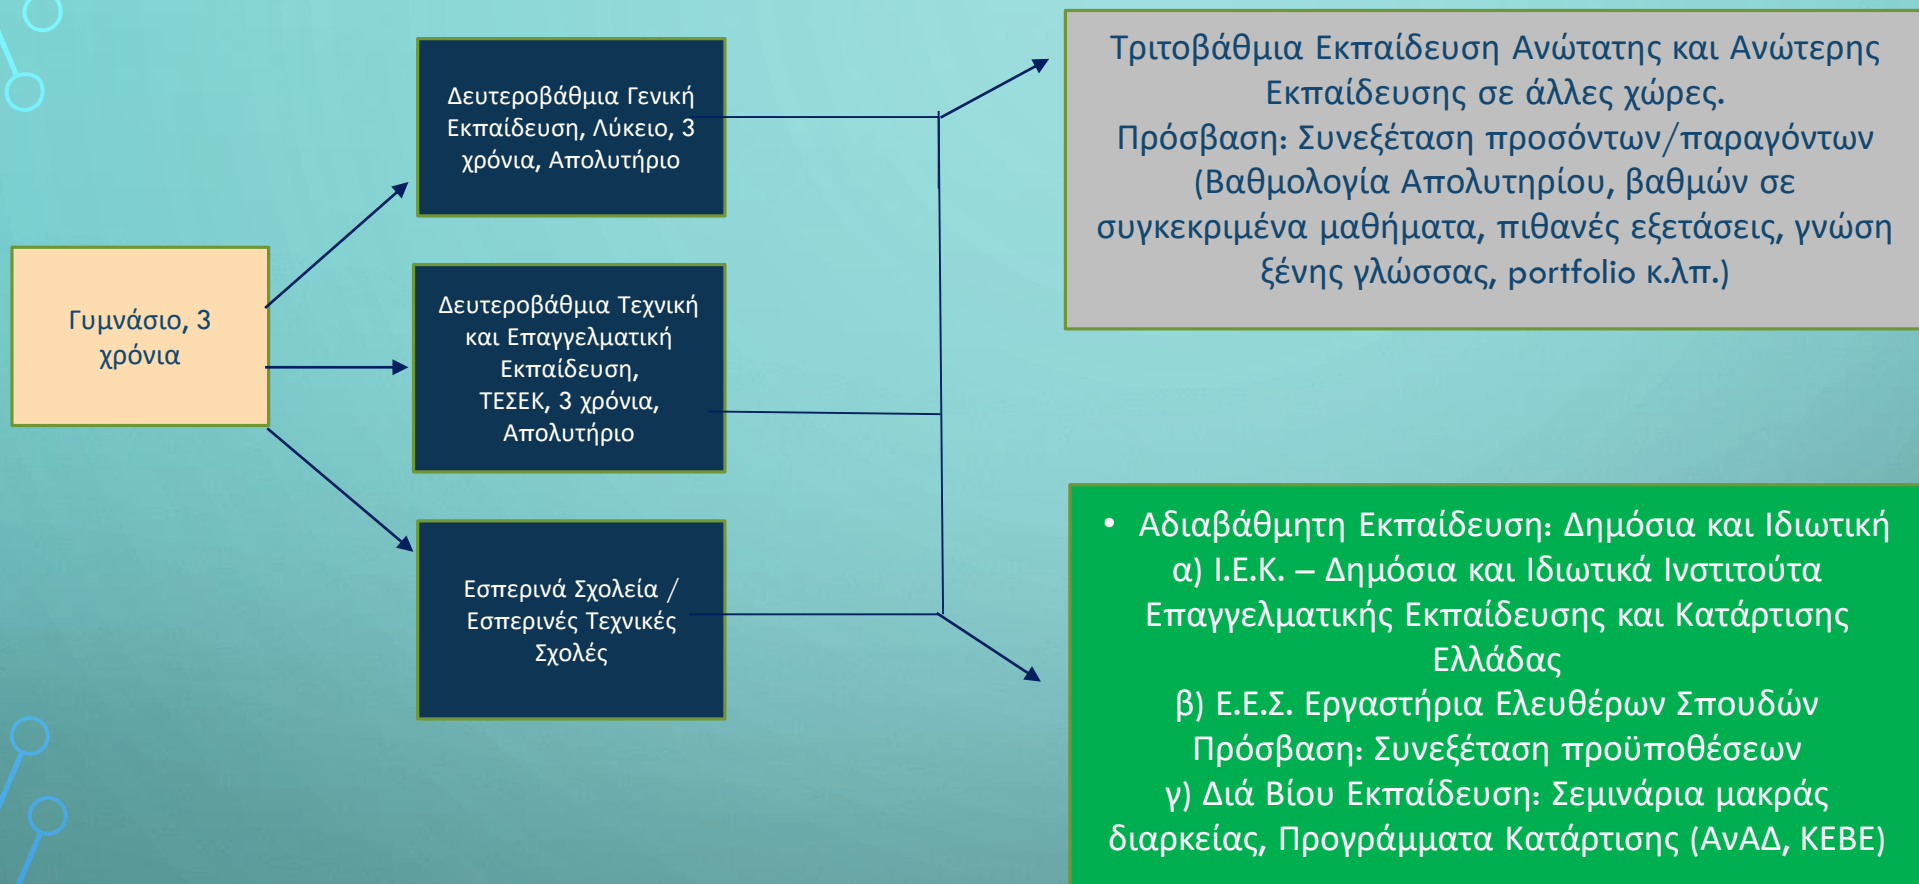 Γυμνάσιο, 3
χρόνια
Δευτεροβάθμια Γενική
Εκπαίδευση, Λύκειο, 3
χρόνια, Απολυτήριο
Δευτεροβάθμια Τεχνική
και Επαγγελματική
Εκπαίδευση,
ΤΕΣΕΚ, 3 χρόνια,
Απολυτήριο
Εσπερινά Σχολεία /
Εσπερινές Τεχνικές
Σχολές
Τριτοβάθμια Εκπαίδευση Ανώτατης και Ανώτερης
Εκπαίδευσης σε άλλες χώρες.
Πρόσβαση: Συνεξέταση προσόντων/παραγόντων
(Βαθμολογία Απολυτηρίου, βαθμών σε
συγκεκριμένα μαθήματα, πιθανές εξετάσεις, γνώση
ξένης γλώσσας, portfolio κ.λπ.)
• Αδιαβάθμητη Εκπαίδευση: Δημόσια και Ιδιωτική
α) Ι.Ε.Κ. – Δημόσια και Ιδιωτικά Ινστιτούτα
Επαγγελματικής Εκπαίδευσης και Κατάρτισης
Ελλάδας
β) Ε.Ε.Σ. Εργαστήρια Ελευθέρων Σπουδών
Πρόσβαση: Συνεξέταση προϋποθέσεων
γ) Διά Βίου Εκπαίδευση: Σεμινάρια μακράς
διαρκείας, Προγράμματα Κατάρτισης (ΑνΑΔ, ΚΕΒΕ)